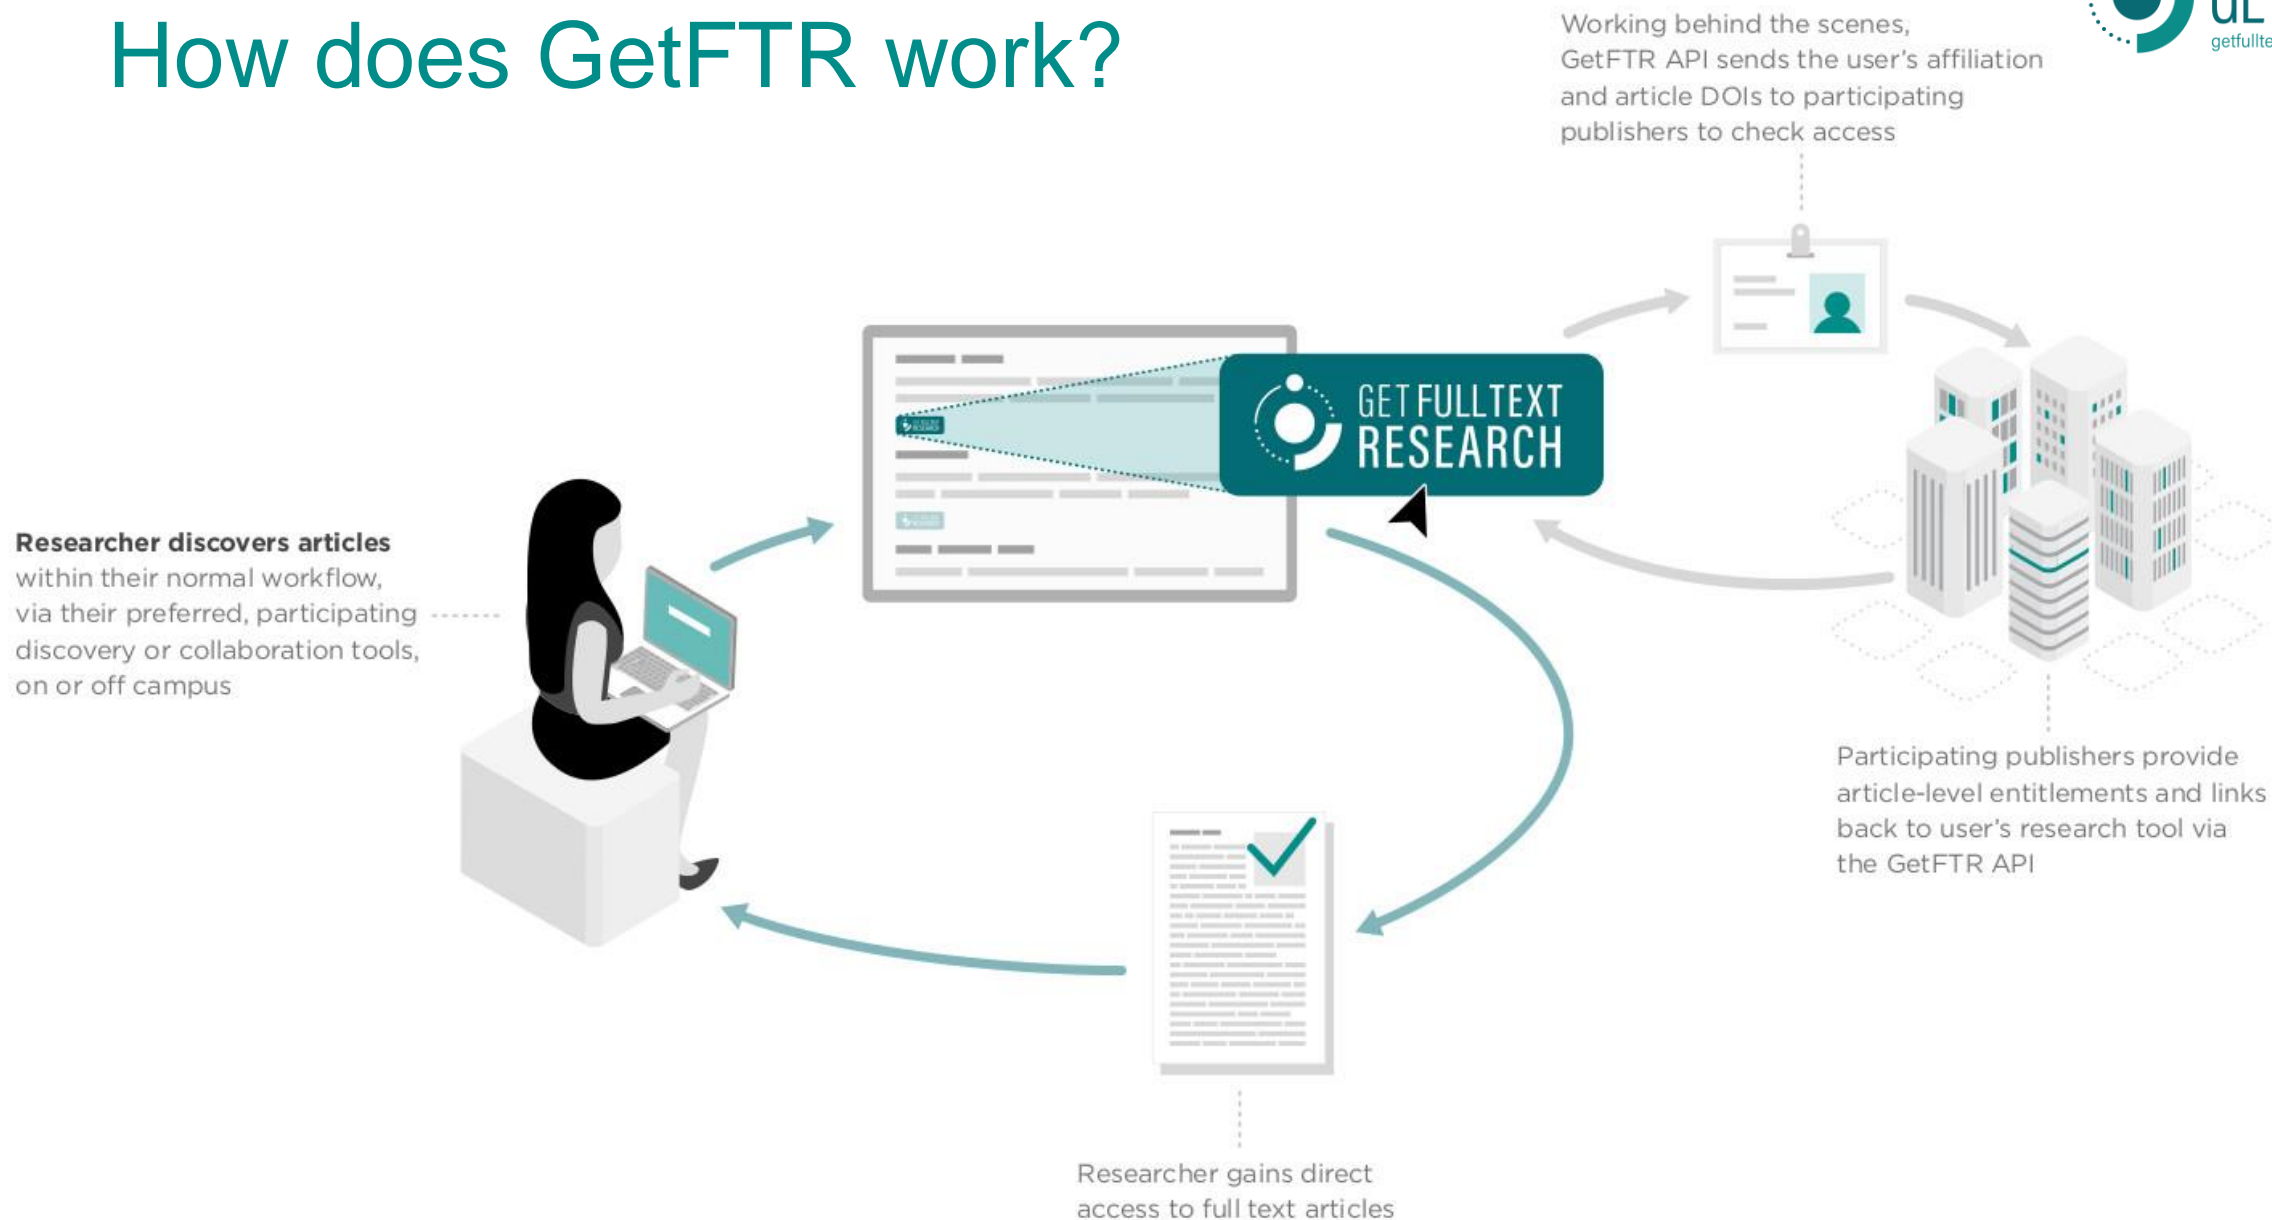 How does GetFTR work?
Working behind the scenes,
GetFTR API sends the user's affiliation
and article DOIs to participating
publishers to check access
GET FULL TEXT
RESEARCH
Researcher discovers articles
within their normal workflow,
via their preferred, participating
discovery or collaboration tools,
on or off campus
Participating publishers provide
article-level entitlements and links
back to user's research tool via
the GetFTR API
Researcher gains direct
access to full text articles